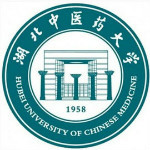 湖北中医药大学
1958
HUBEI UNIVERSITY OF CHINESE MEDICINE